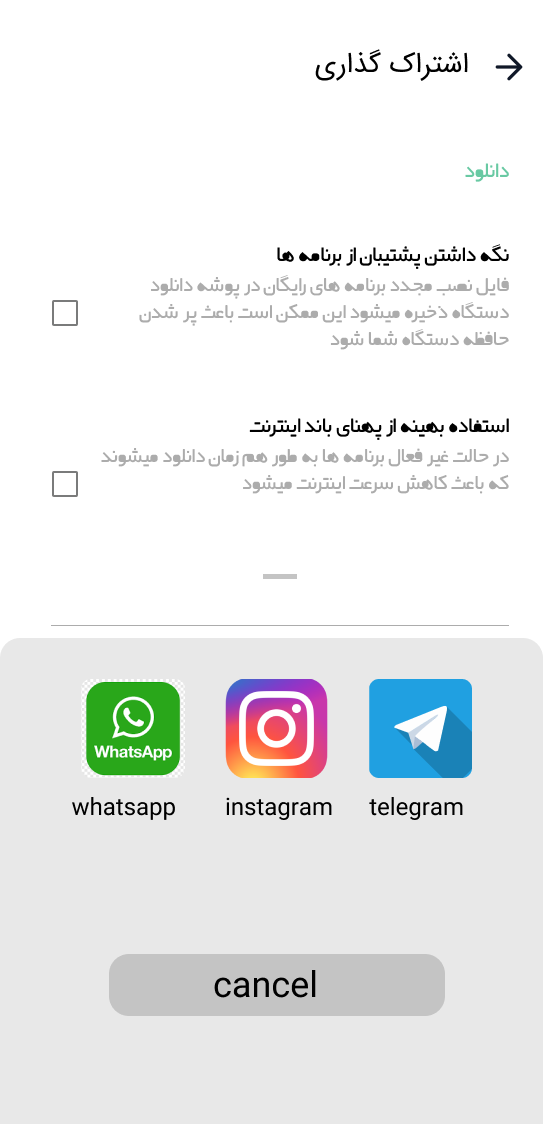 اشتراک گذاری
دانلود
نگه داشتن پشتیبان از برنامه ها
فایل نصب مجدد برنامه های رایگان در پوشه دانلود
دستگاه ذخیره میشود این ممکن است باعث پر شدن
حافظه دستگاه شما شود
استفاده بهینه از پهنای باند اینترنت
در حالت غیر فعال برنامه ها به طور هم زمان دانلود میشوند
که باعث کاهش سرعت اینترنت میشود
WhatsApp
whatsapp instagram telegram
cancel